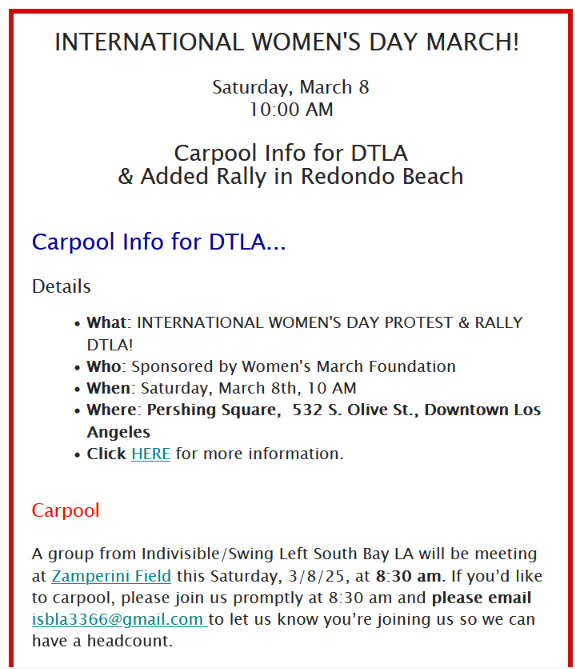 INTERNATIONAL WOMEN'S DAY MARCH!
Saturday, March 8
10:00 AM
Carpool Info for DTLA
& Added Rally in Redondo Beach
Carpool Info for DTLA...
Details
• What: INTERNATIONAL WOMEN'S DAY PROTEST & RALLY
DTLA!
• Who: Sponsored by Women's March Foundation
• When: Saturday, March 8th, 10 AM
• Where: Pershing Square,  532 S. Olive St., Downtown Los
Angeles
• Click HERE for more information.
Carpool
A group from Indivisible/Swing Left South Bay LA will be meeting
at Zamperini Field this Saturday, 3/8/25, at 8:30 am. If you’d like
to carpool, please join us promptly at 8:30 am and please email
isbla3366@gmail.com to let us know you’re joining us so we can
have a headcount.